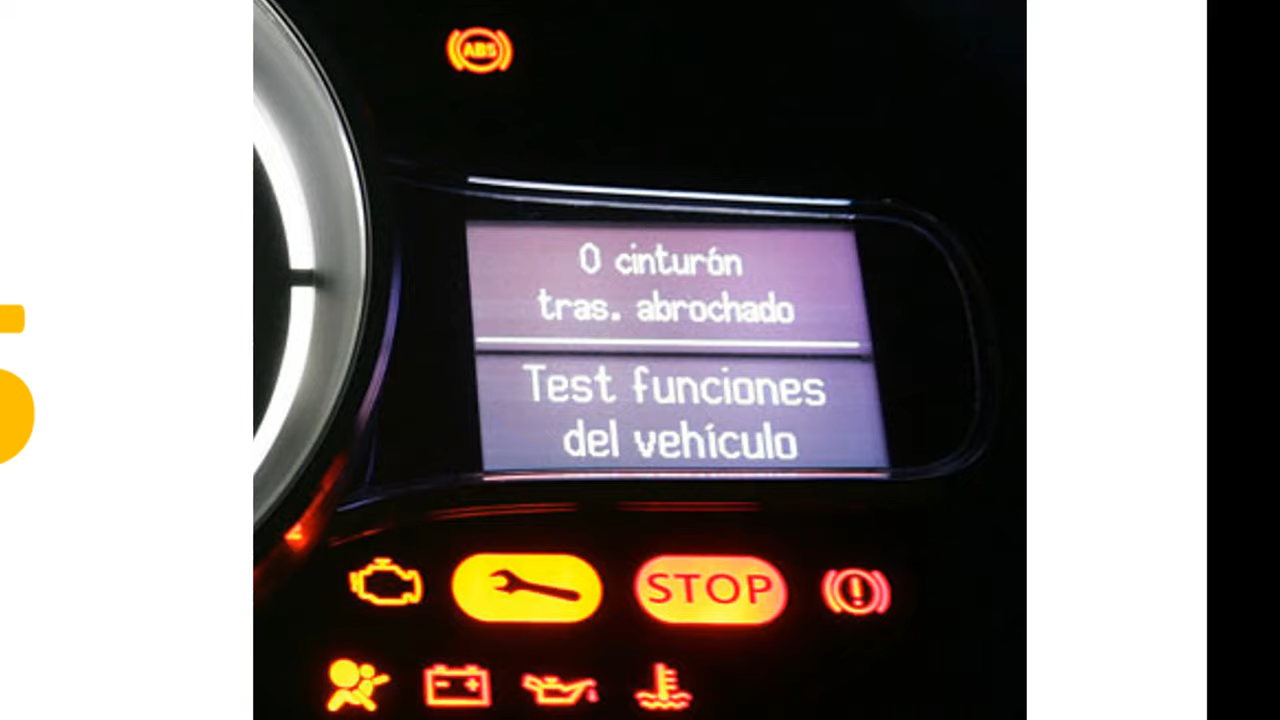 ABS
0 cinturón
tras. abrochado
Test funciones
del vehículo
STOP